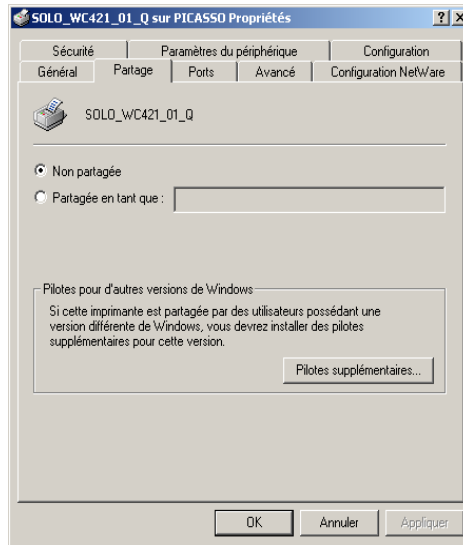 SOLO_WC421_01_Q sur PICASSO Propriétés
Sécurité Paramètres du périphérique Configuration
Général Partage Ports Avancé Configuration NetWare
SOLO_WC421_01_Q
Non partagée
Partagée en tant que :
Pilotes pour d'autres versions de Windows
Si cette imprimante est partagée par des utilisateurs possédant une
version différente de Windows, vous devrez installer des pilotes
supplémentaires pour cette version.
Pilotes supplémentaires...
OK Annuler Appliquer